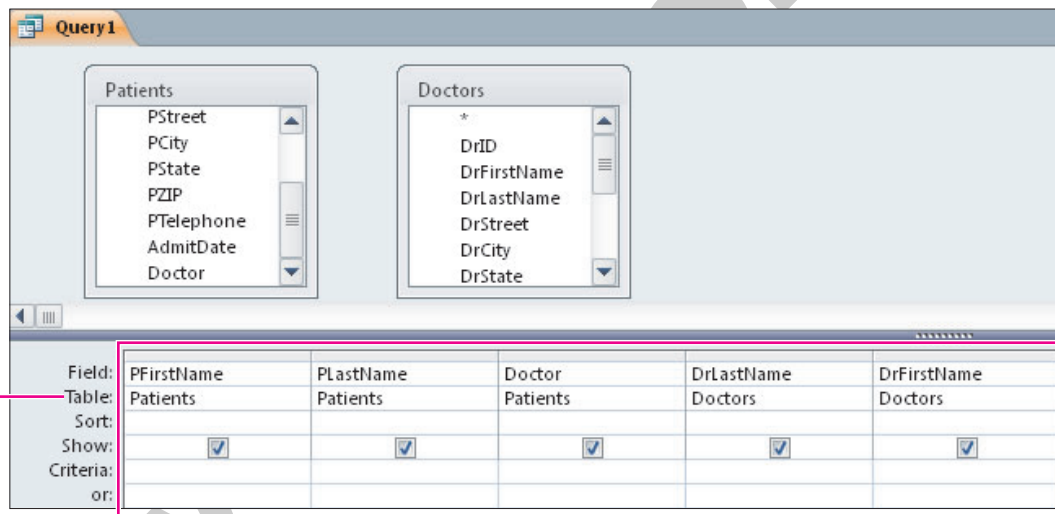 Query1
Patients
PStreet
PCity
PState
PZIP
PTelephone
AdmitDate
Doctor
Doctors
*
DrID
DrFirstName
DrLastName
DrStreet
DrCity
DrState
Field: PFirstName PLastName Doctor DrLastName DrFirstName
Table: Patients Patients Patients Doctors Doctors
Sort:
Show:
Criteria:
or: